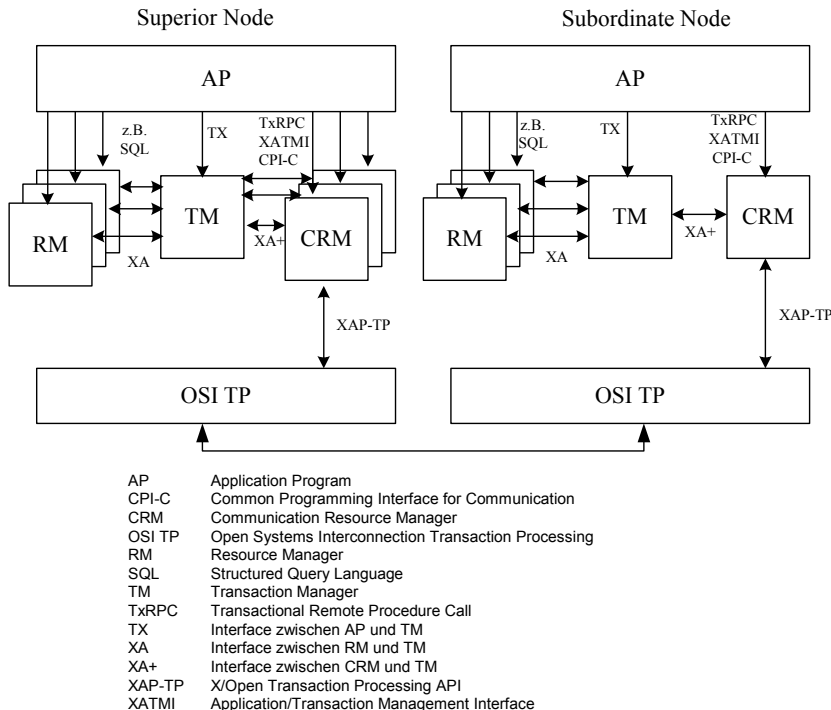 Superior Node
Subordinate Node
AP
AP
z.B.
SQL
TX
TxRPC
XATMI
CPI-C
z.B.
SQL
TX
TxRPC
XATMI
CPI-C
RM
TM
CRM
RM
TM
CRM
XA
XA+
XA
XA+
XAP-TP
XAP-TP
OSI TP
OSI TP
AP Application Program
CPI-C Common Programming Interface for Communication
CRM Communication Resource Manager
OSI TP Open Systems Interconnection Transaction Processing
RM Resource Manager
SQL Structured Query Language
TM Transaction Manager
TxRPC Transactional Remote Procedure Call
TX Interface zwischen AP und TM
XA Interface zwischen RM und TM
XA+ Interface zwischen CRM und TM
XAP-TP X/Open Transaction Processing API
XATMI Application/Transaction Management Interface